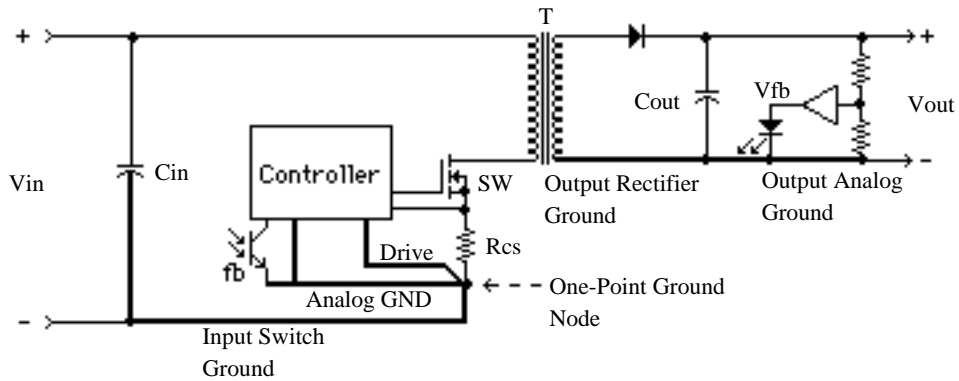 T
+
+
Vfb
Cout
Vout
Controller
Cin
Vin
SW
-
Output Rectifier
Ground
Output Analog
Ground
Rcs
Drive
fb
Analog GND
One-Point Ground
Node
-
Input Switch
Ground